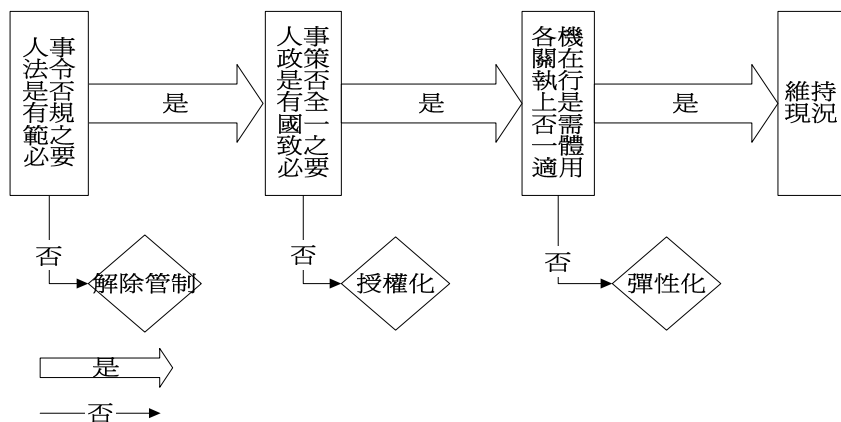 人事
法令
是否
有規
範之
必要
是
人事
政策
是否
有全
國一
致之
必要
是
各機
關在
執行
上是
否需
一體
適用
是
維持
現況
否
解除管制
否
授權化
否
彈性化
是
否